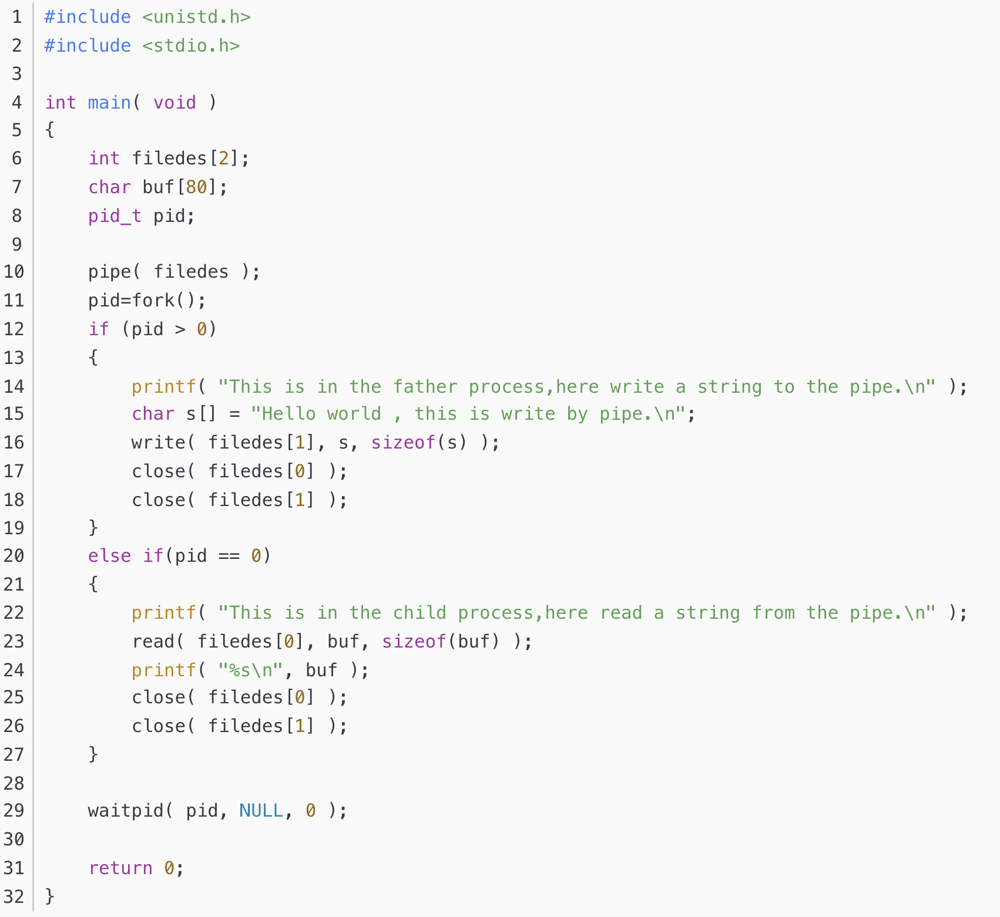 1 #include <unistd.h>
2 #include <stdio.h>
3
4 int main( void )
5 {
6     int filedes[2];
7     char buf[80];
8     pid_t pid;
9
10     pipe( filedes );
11     pid=fork();
12     if (pid > 0)
13     {
14         printf( "This is in the father process,here write a string to the pipe.\n" );
15         char s[] = "Hello world , this is write by pipe.\n";
16         write( filedes[1], s, sizeof(s) );
17         close( filedes[0] );
18         close( filedes[1] );
19     }
20     else if(pid == 0)
21     {
22         printf( "This is in the child process,here read a string from the pipe.\n" );
23         read( filedes[0], buf, sizeof(buf) );
24         printf( "%s\n", buf );
25         close( filedes[0] );
26         close( filedes[1] );
27     }
28
29     waitpid( pid, NULL, 0 );
30
31     return 0;
32 }